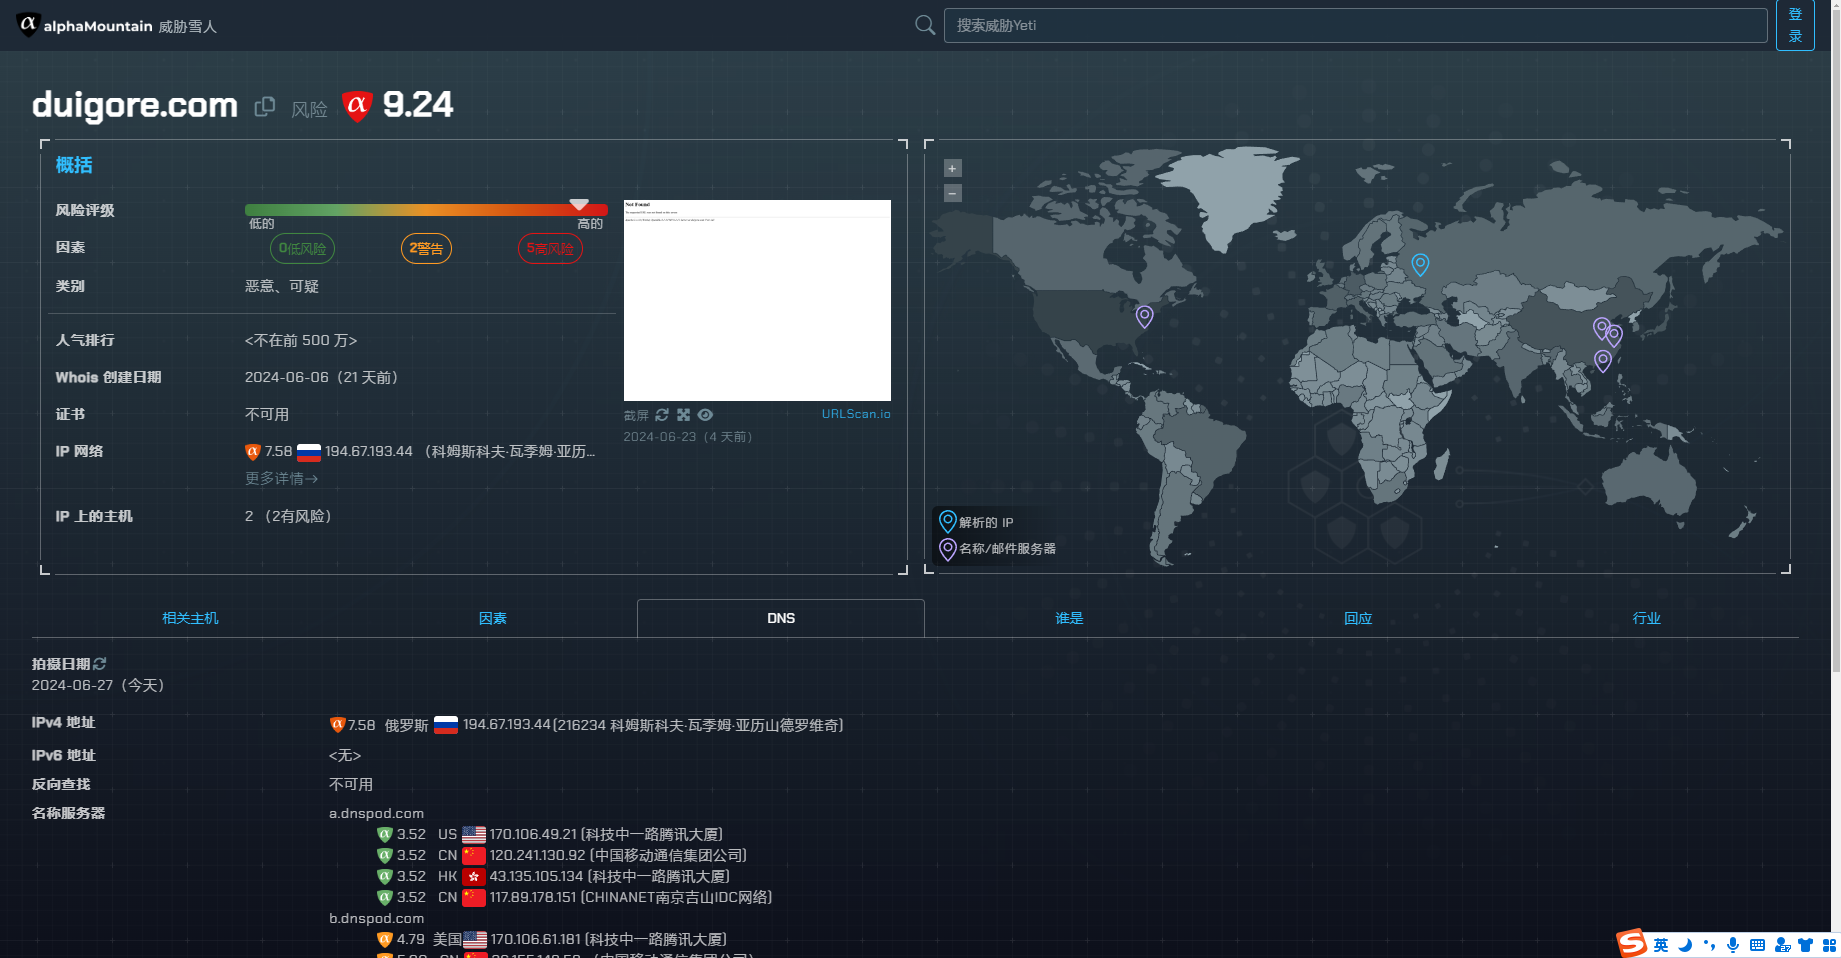 alphaMountain 威胁雪人
搜索威胁Yeti
登录
duigore.com 风险 9.24
概括
风险评级
低的 高的
因素 0低风险 2警告 5高风险
类别 恶意、可疑
人气排行 <不在前 500 万>
Whois 创建日期 2024-06-06（21 天前）
证书 不可用
IP 网络 7.58 194.67.193.44 （科姆斯科夫·瓦季姆·亚历...
更多详情→
IP 上的主机 2 （2有风险）
Not Found
截屏 URLScan.io
2024-06-23（4 天前）
+
−
解析的 IP
名称/邮件服务器
相关主机 因素 DNS 谁是 回应 行业
拍摄日期
2024-06-27（今天）
IPv4 地址 7.58 俄罗斯 194.67.193.44 (216234 科姆斯科夫·瓦季姆·亚历山德罗维奇)
IPv6 地址 <无>
反向查找 不可用
名称服务器 a.dnspod.com
3.52 US 170.106.49.21 (科技中一路腾讯大厦)
3.52 CN 120.241.130.92 (中国移动通信集团公司)
3.52 HK 43.135.105.134 (科技中一路腾讯大厦)
3.52 CN 117.89.178.151 (CHINANET南京吉山IDC网络)
b.dnspod.com
4.79 美国 170.106.61.181 (科技中一路腾讯大厦)
英